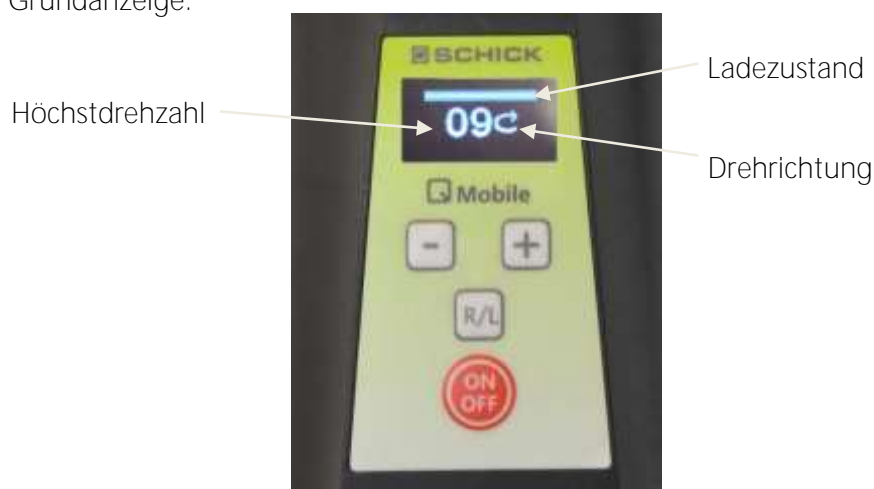 Grundanzeige:
SCHICK
Ladezustand
Höchstdrehzahl
09
Drehrichtung
Q Mobile
- +
R/L
ON
OFF